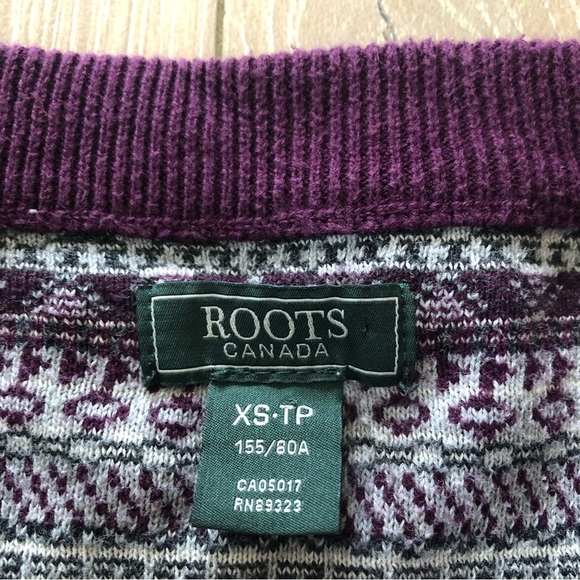 ROOTS
CANADA
XS·TP
155/80A
CA05017
RN89323